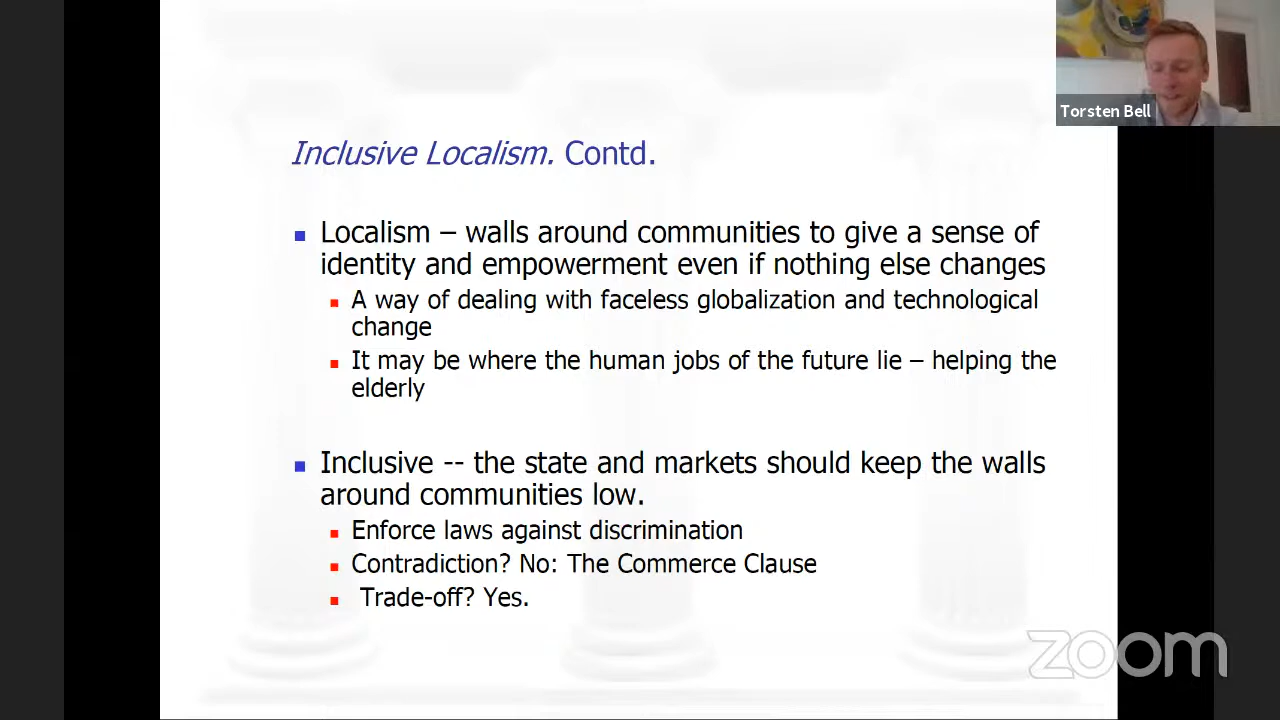 Torsten Bell
Inclusive Localism. Contd.
Localism – walls around communities to give a sense of
identity and empowerment even if nothing else changes
A way of dealing with faceless globalization and technological
change
It may be where the human jobs of the future lie – helping the
elderly
Inclusive -- the state and markets should keep the walls
around communities low.
Enforce laws against discrimination
Contradiction? No: The Commerce Clause
Trade-off? Yes.
zoom